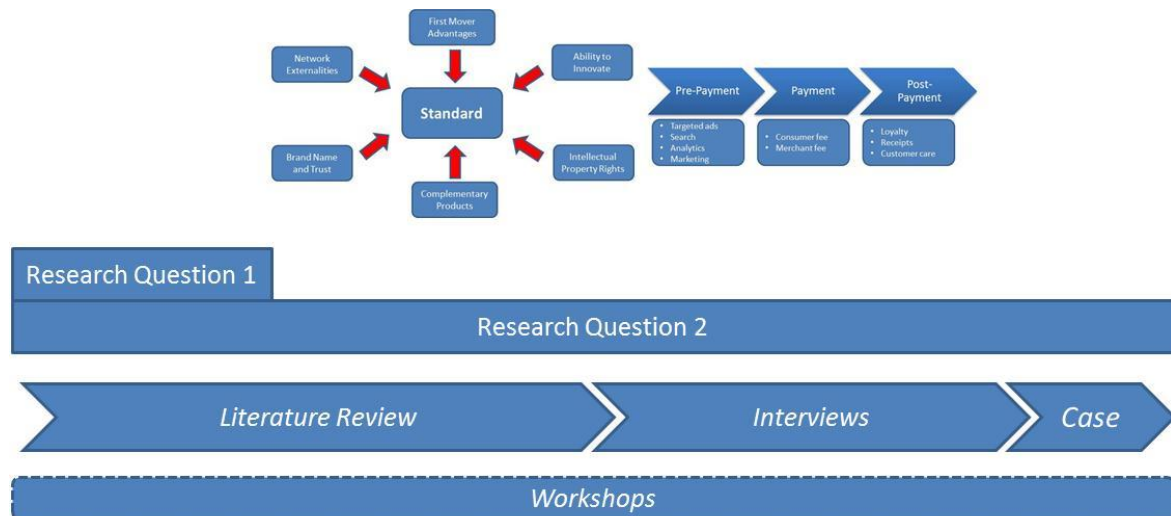 First Mover
Advantages
Network
Externalities
Ability to
Innovate
Standard
Brand Name
and Trust
Intellectual
Property Rights
Complementary
Products
Pre-Payment
Payment
Post-
Payment
• Targeted ads
• Search
• Analytics
• Marketing
• Consumer fee
• Merchant fee
• Loyalty
• Receipts
• Customer care
Research Question 1
Research Question 2
Literature Review
Interviews
Case
Workshops